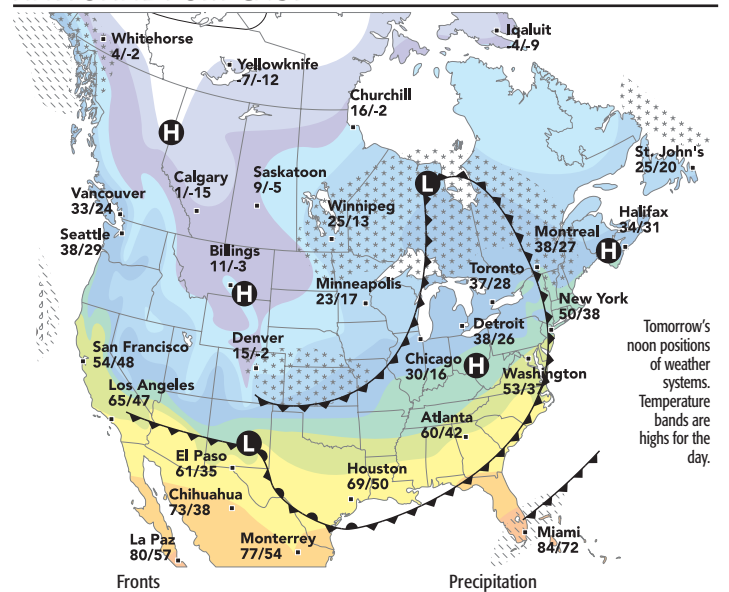 Whitehorse
4/-2
Iqaluit
-4/-9
Yellowknife
-7/-12
Churchill
16/-2
H
St. John's
25/20
Calgary
1/-15
Saskatoon
9/-5
L
Vancouver
33/24
Winnipeg
25/13
Halifax
34/31
Seattle
38/29
Montreal
38/27
H
Billings
11/-3
H
Minneapolis
23/17
Toronto
37/28
New York
50/38
Detroit
38/26
Denver
15/-2
San Francisco
54/48
Chicago
30/16
H
Washington
53/37
Los Angeles
65/47
Atlanta
60/42
Tomorrow's
noon positions
of weather
systems.
Temperature
bands are
highs for the
day.
L
El Paso
61/35
Houston
69/50
Chihuahua
73/38
La Paz
80/57
Monterrey
77/54
Miami
84/72
Fronts
Precipitation